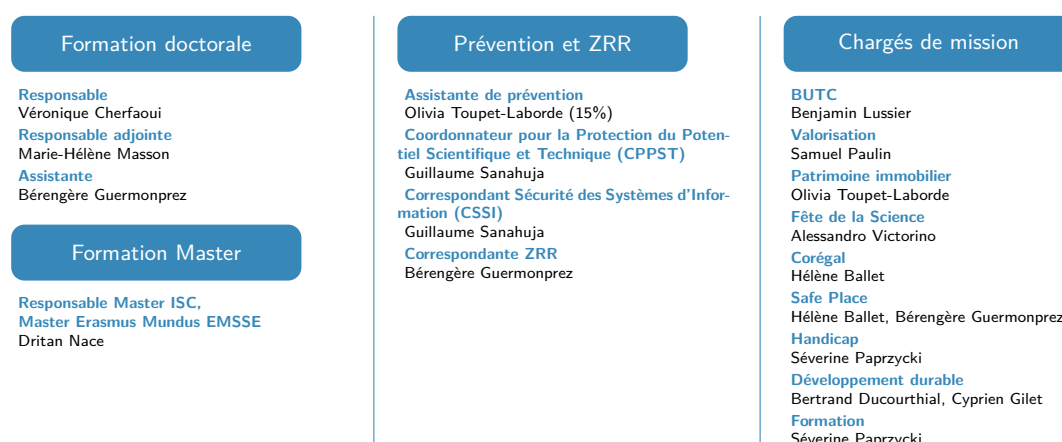 Formation doctorale
Responsable
Véronique Cherfaoui
Responsable adjointe
Marie-Hélène Masson
Assistante
Bérengère Guermonprez
Formation Master
Responsable Master ISC,
Master Erasmus Mundus EMSSE
Dritan Nace
Prévention et ZRR
Assistante de prévention
Olivia Toupet-Laborde (15%)
Coordonnateur pour la Protection du Poten-
tiel Scientifique et Technique (CPPST)
Guillaume Sanahuja
Correspondant Sécurité des Systèmes d'Infor-
mation (CSSI)
Guillaume Sanahuja
Correspondante ZRR
Bérengère Guermonprez
Chargés de mission
BUTC
Benjamin Lussier
Valorisation
Samuel Paulin
Patrimoine immobilier
Olivia Toupet-Laborde
Fête de la Science
Alessandro Victorino
Corégal
Hélène Ballet
Safe Place
Hélène Ballet, Bérengère Guermonprez
Handicap
Séverine Paprzycki
Développement durable
Bertrand Ducourthial, Cyprien Gilet
Formation
Séverine Paprzycki